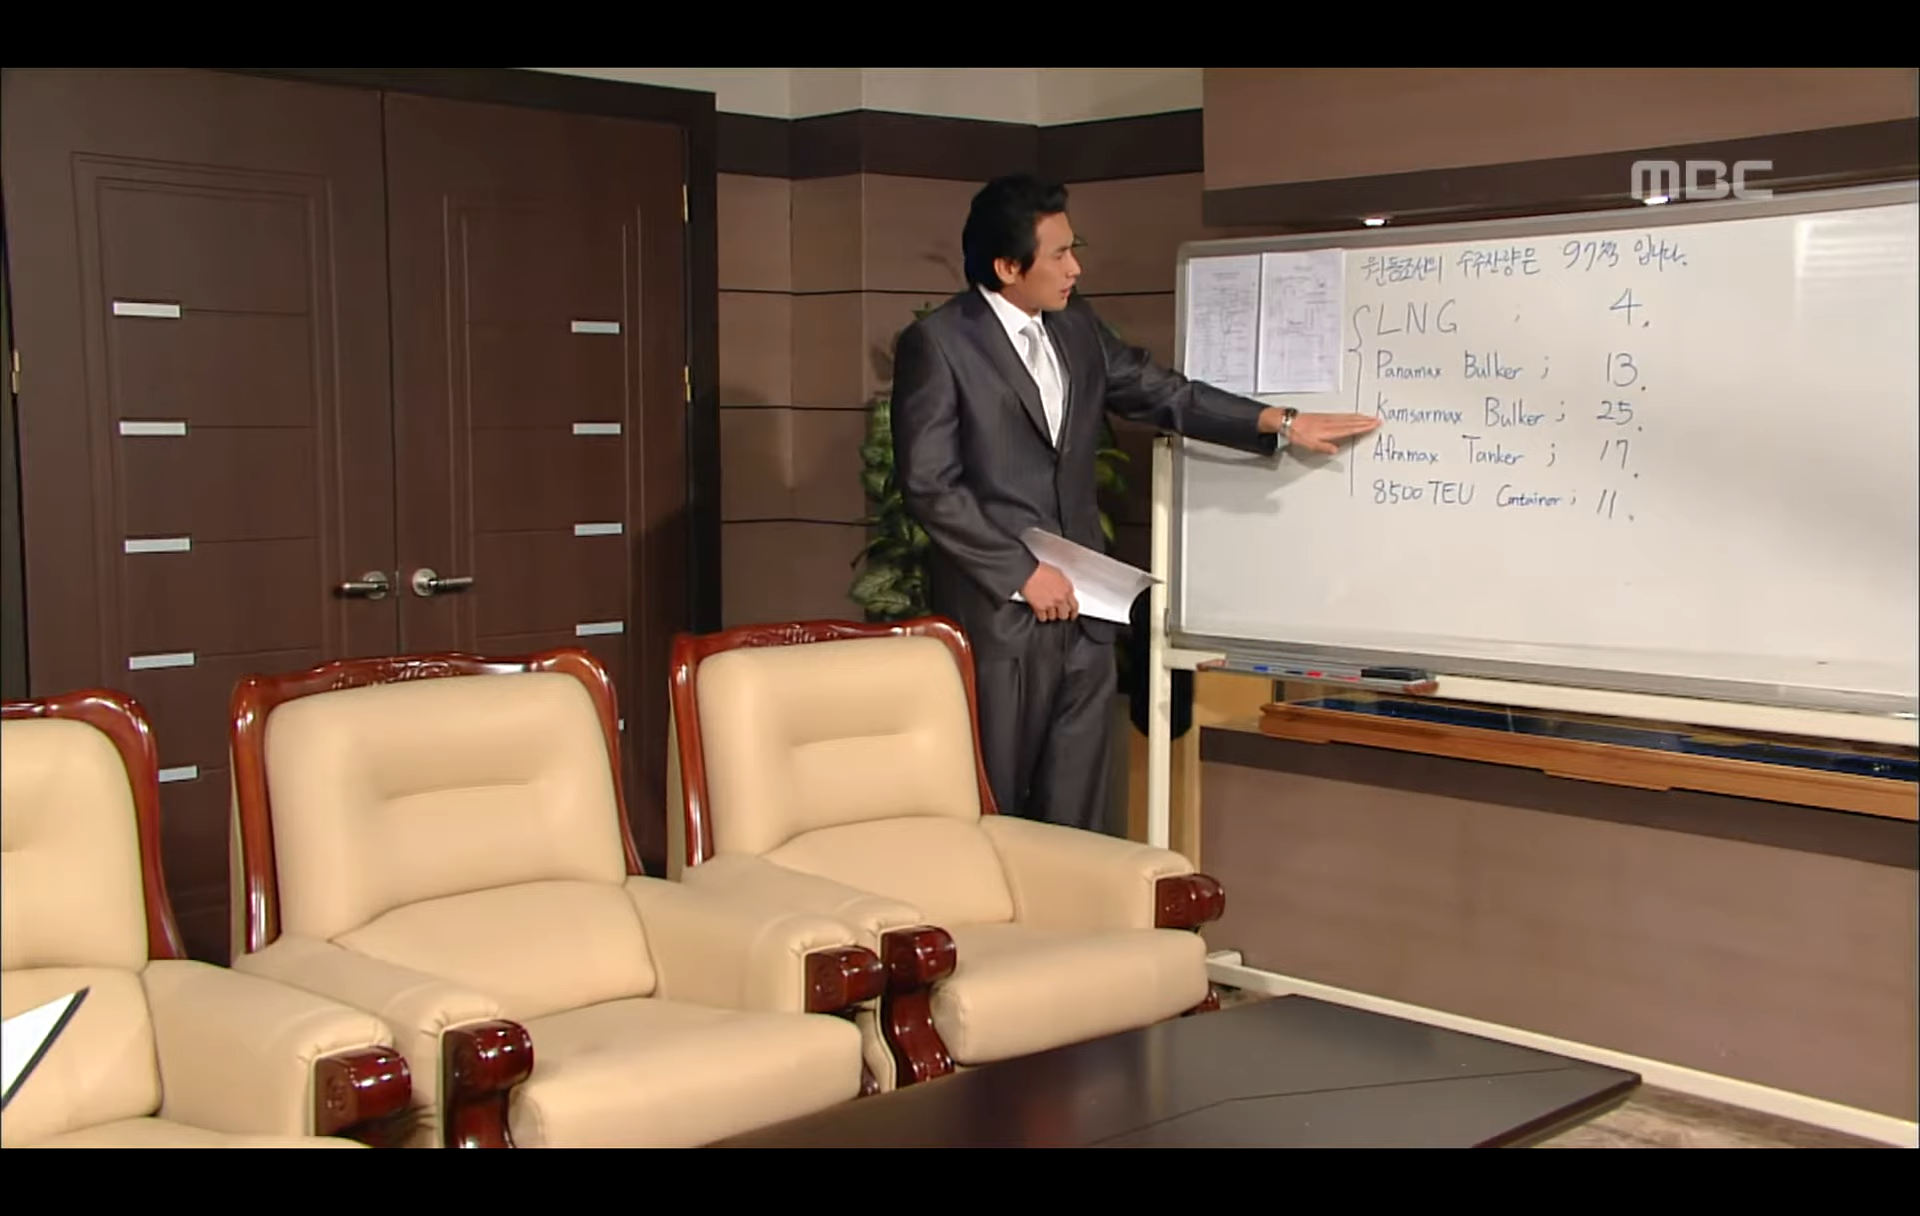 MBC
원동조선의 수주잔량은 97척 입니다.
LNG ; 4.
Panamax Bulker ; 13.
Kamsarmax Bulker ; 25.
Aframax Tanker ; 17.
8500 TEU Container ; 11.